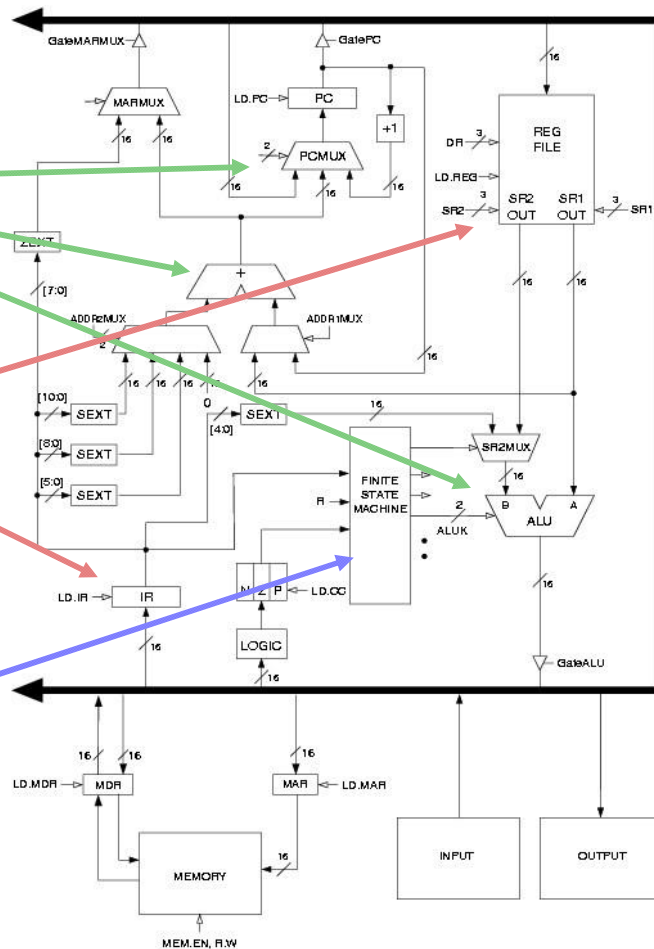 GateMARMUX
GatePC
16
MARMUX
LD.PC
PC
+1
REG
FILE
DR
3
LD.REG
SR2
3
SR2
OUT
SR1
OUT
3
SR1
16
16
2
PCMUX
16
16
16
ZEXT
[7:0]
+
16
16
ADDR2MUX
2
ADDR1MUX
16
16
16
16
16
0
16
[10:0]
SEXT
[4:0]
SEXT
16
[8:0]
SEXT
[5:0]
SEXT
SR2MUX
16
FINITE
STATE
MACHINE
R
2
ALUK
B
ALU
A
LD.IR
IR
N Z P
LD.CC
16
LOGIC
16
16
GateALU
16
16
16
LD.MDR
MDR
MAR
LD.MAR
MEMORY
16
INPUT
OUTPUT
MEM.EN, R.W